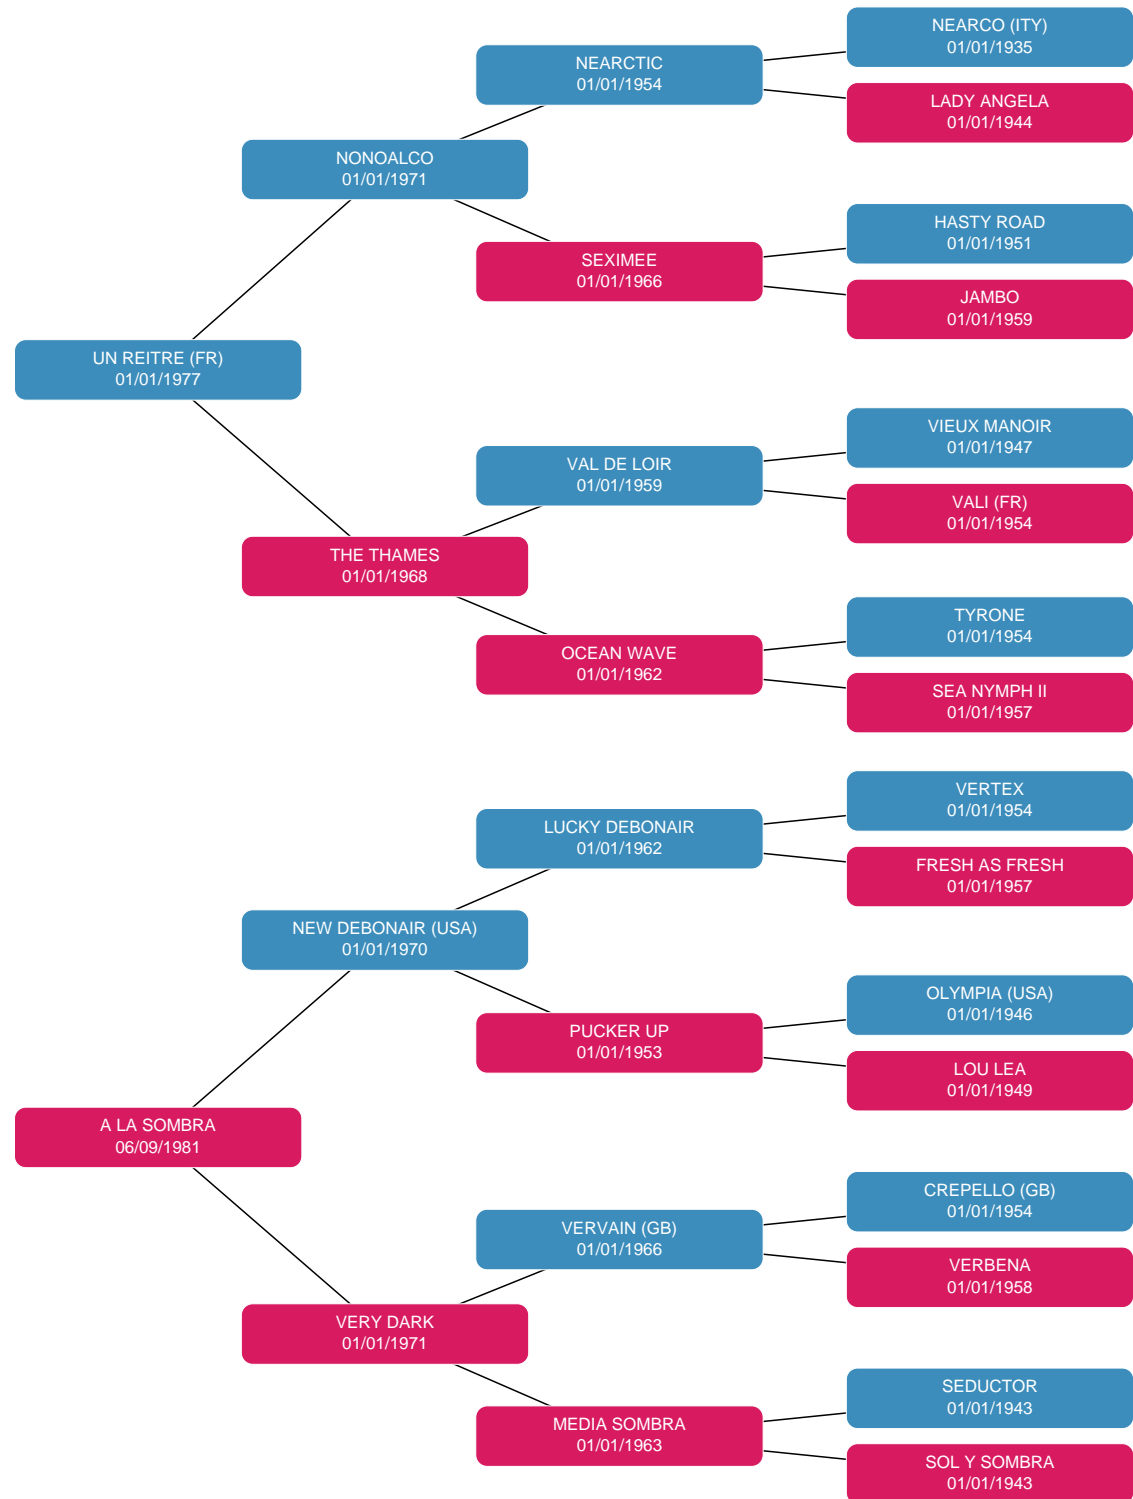 NEARCO (ITY)
01/01/1935
NEARCTIC
01/01/1954
LADY ANGELA
01/01/1944
NONOALCO
01/01/1971
HASTY ROAD
01/01/1951
SEXIMEE
01/01/1966
JAMBO
01/01/1959
UN REITRE (FR)
01/01/1977
VIEUX MANOIR
01/01/1947
VAL DE LOIR
01/01/1959
VALI (FR)
01/01/1954
THE THAMES
01/01/1968
TYRONE
01/01/1954
OCEAN WAVE
01/01/1962
SEA NYMPH II
01/01/1957
VERTEX
01/01/1954
LUCKY DEBONAIR
01/01/1962
FRESH AS FRESH
01/01/1957
NEW DEBONAIR (USA)
01/01/1970
OLYMPIA (USA)
01/01/1946
PUCKER UP
01/01/1953
LOU LEA
01/01/1949
A LA SOMBRA
06/09/1981
CREPELLO (GB)
01/01/1954
VERVAIN (GB)
01/01/1966
VERBENA
01/01/1958
VERY DARK
01/01/1971
SEDUCTOR
01/01/1943
MEDIA SOMBRA
01/01/1963
SOL Y SOMBRA
01/01/1943